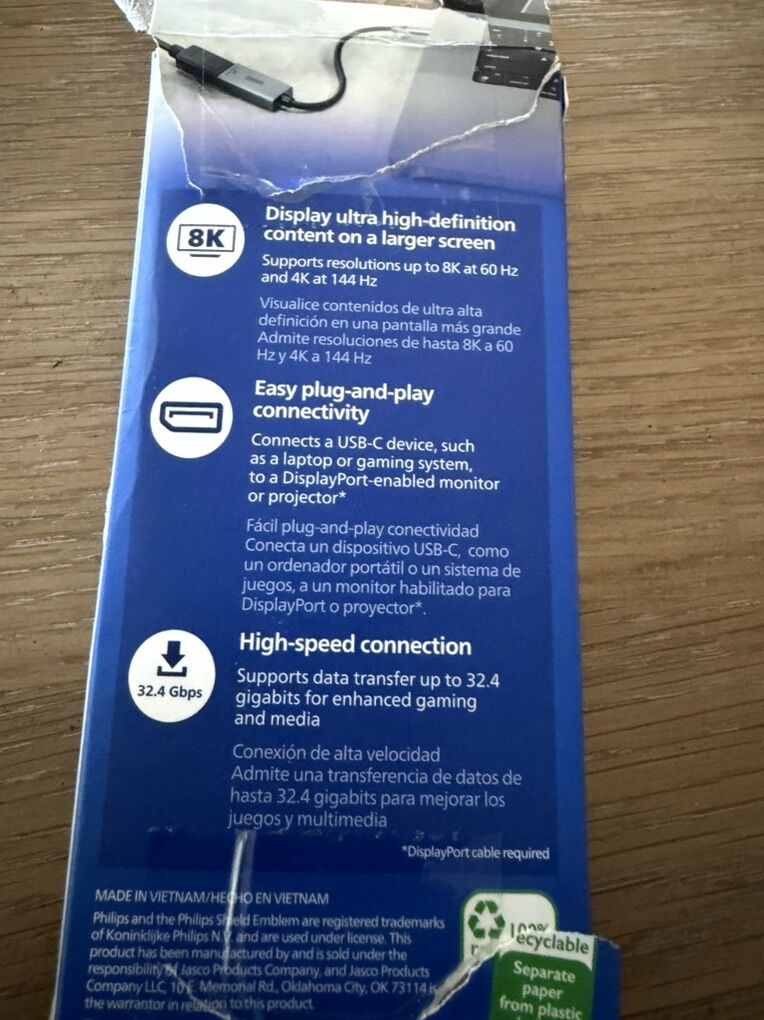 8K
Display ultra high-definition
content on a larger screen
Supports resolutions up to 8K at 60 Hz
and 4K at 144 Hz
Visualice contenidos de ultra alta
definición en una pantalla más grande
Admite resoluciones de hasta 8K a 60
Hz y 4K a 144 Hz
Easy plug-and-play
connectivity
Connects a USB-C device, such
as a laptop or gaming system,
to a DisplayPort-enabled monitor
or projector*
Fácil plug-and-play conectividad
Conecta un dispositivo USB-C, como
un ordenador portátil o un sistema de
juegos, a un monitor habilitado para
DisplayPort o proyector*.
32.4 Gbps
High-speed connection
Supports data transfer up to 32.4
gigabits for enhanced gaming
and media
Conexión de alta velocidad
Admite una transferencia de datos de
hasta 32.4 gigabits para mejorar los
juegos y multimedia
*DisplayPort cable required
MADE IN VIETNAM/HECHO EN VIETNAM
Philips and the Philips Shield Emblem are registered trademarks
of Koninklijke Philips N.V. and are used under license. This
product has been manufactured by and is sold under the
responsibility of Jasco Products Company, and Jasco Products
Company LLC, 10 E. Memorial Rd., Oklahoma City, OK 73114 is
the warrantor in relation to this product.
100%
recyclable
Separate
paper
from plastic